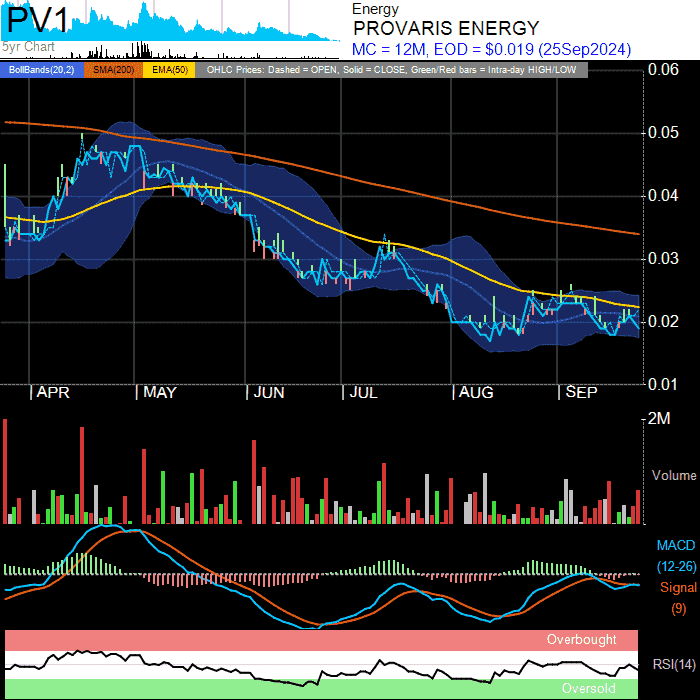 PV1
5yr Chart
Energy
PROVARIS ENERGY
MC = 12M, EOD = $0.019 (25Sep2024)
BollBands(20,2) SMA(200) EMA(50) OHLC Prices: Dashed = OPEN, Solid = CLOSE, Green/Red bars = Intra-day HIGH/LOW
0.06
0.05
0.04
0.03
0.02
0.01
APR MAY JUN JUL AUG SEP
2M
Volume
MACD
(12-26)
Signal
(9)
Overbought
RSI(14)
Oversold